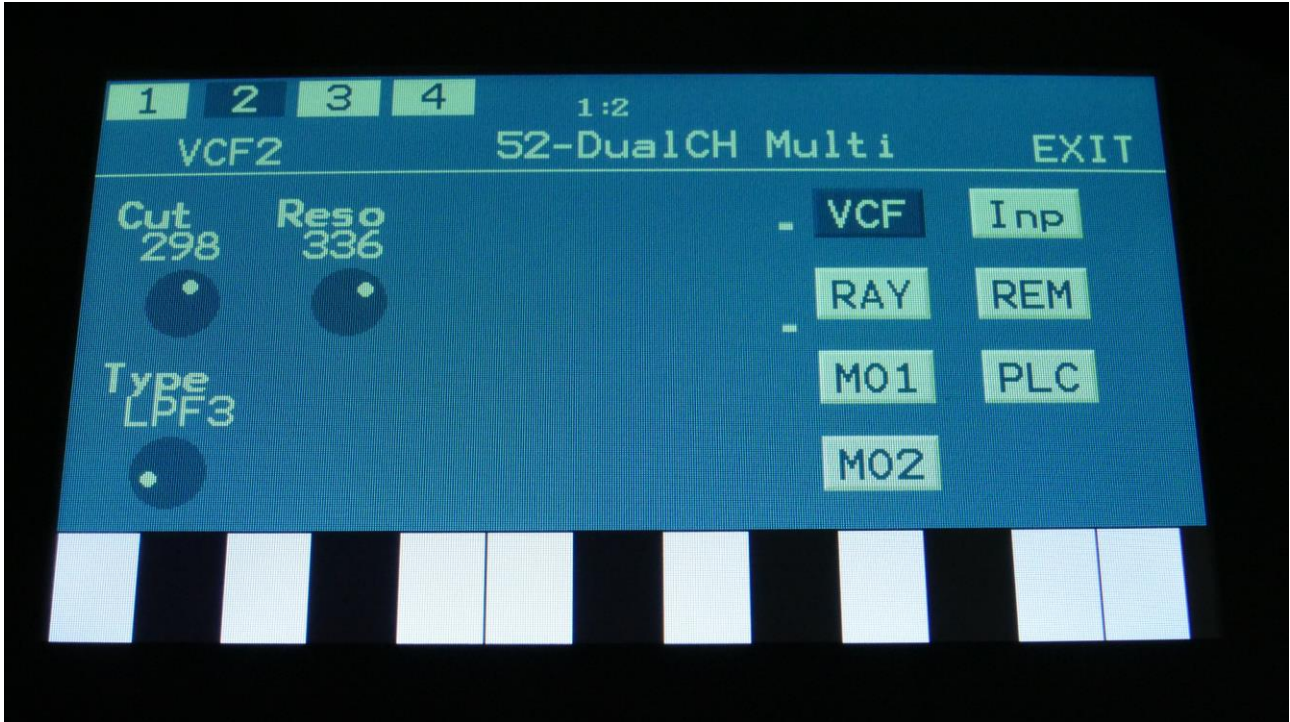 1 2 3 4
1:2
VCF2 52-DualCH Multi EXIT
Cut Reso
298 336
VCF Inp
RAY REM
Type
LPF3
MO1 PLC
MO2